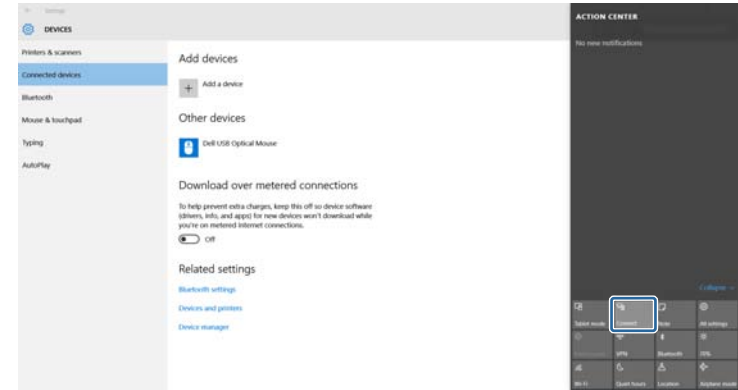 Settings
DEVICES
Printers & scanners
Connected devices
Bluetooth
Mouse & touchpad
Typing
AutoPlay
Add devices
Add a device
Other devices
Dell USB Optical Mouse
Download over metered connections
To help prevent extra charges, keep this off so device software
(drivers, info, and apps) for new devices won't download while
you're on metered internet connections.
Off
Related settings
Bluetooth settings
Devices and printers
Device manager
ACTION CENTER
No new notifications
Collapse
Tablet mode
Connect
Note
All settings
VPN
Bluetooth
70%
Wi-Fi
Quiet hours
Location
Airplane mode